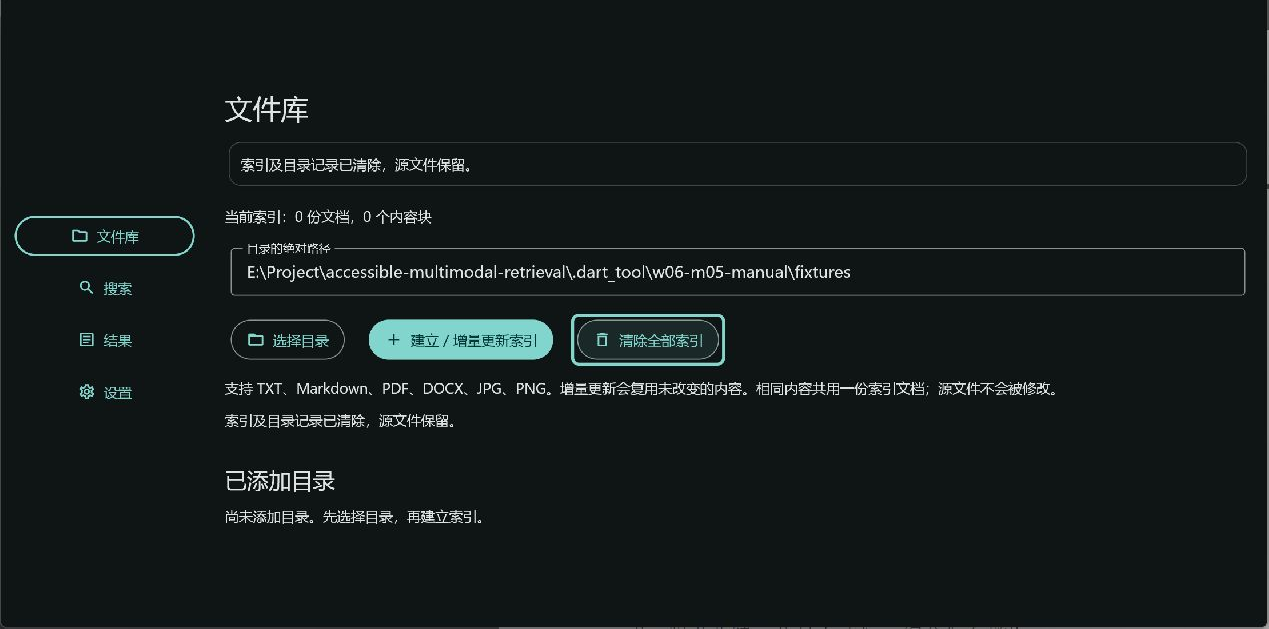 文件库
索引及目录记录已清除，源文件保留。
当前索引：0 份文档，0 个内容块
文件库
目录的绝对路径
E:\Project\accessible-multimodal-retrieval\.dart_tool\w06-m05-manual\fixtures
搜索
结果
选择目录 建立 / 增量更新索引 清除全部索引
设置
支持 TXT、Markdown、PDF、DOCX、JPG、PNG。增量更新会复用未改变的内容。相同内容共用一份索引文档；源文件不会被修改。
索引及目录记录已清除，源文件保留。
已添加目录
尚未添加目录。先选择目录，再建立索引。